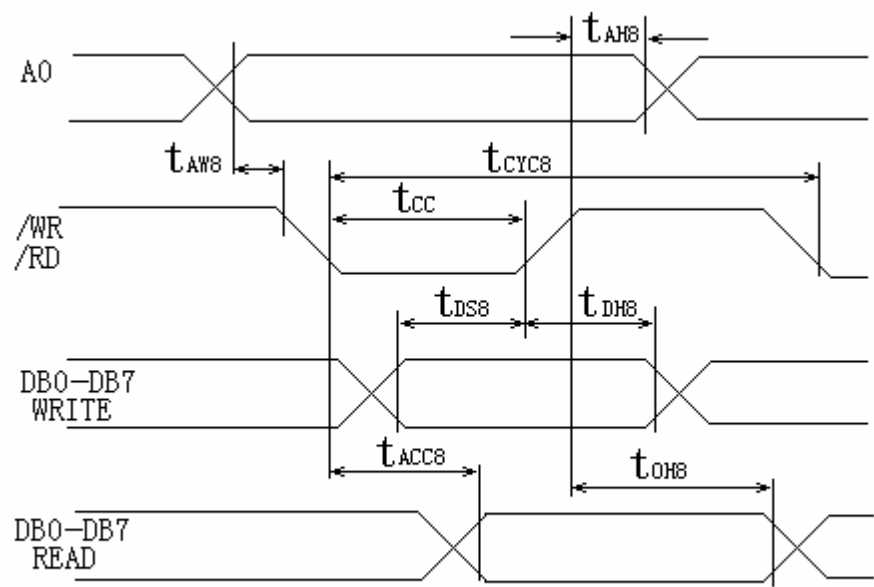 tAH8
A0
tAW8
tCYC8
tCC
/WR
/RD
tDS8
tDH8
DB0-DB7
WRITE
tACC8
tOH8
DB0-DB7
READ